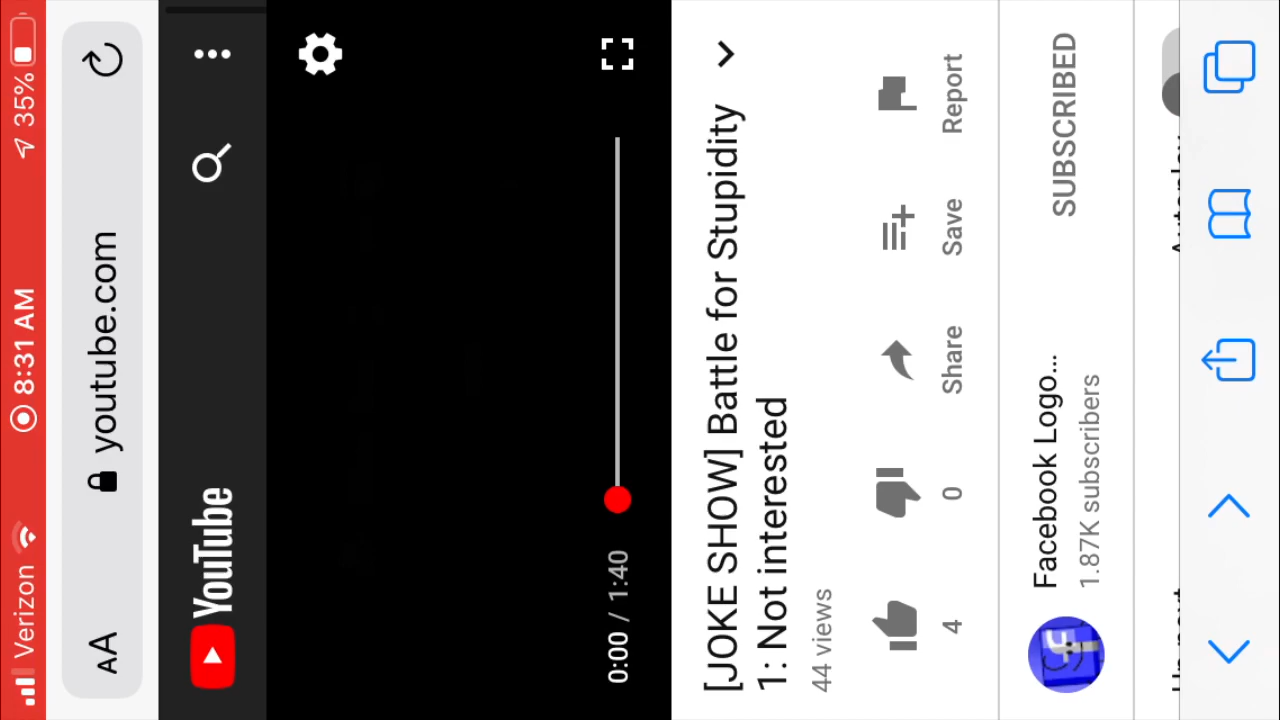 Verizon 8:31 AM 35%
AA youtube.com
YouTube
0:00 / 1:40
[JOKE SHOW] Battle for Stupidity
1: Not interested
44 views
4 0 Share Save Report
Facebook Logo...
1.87K subscribers
SUBSCRIBED